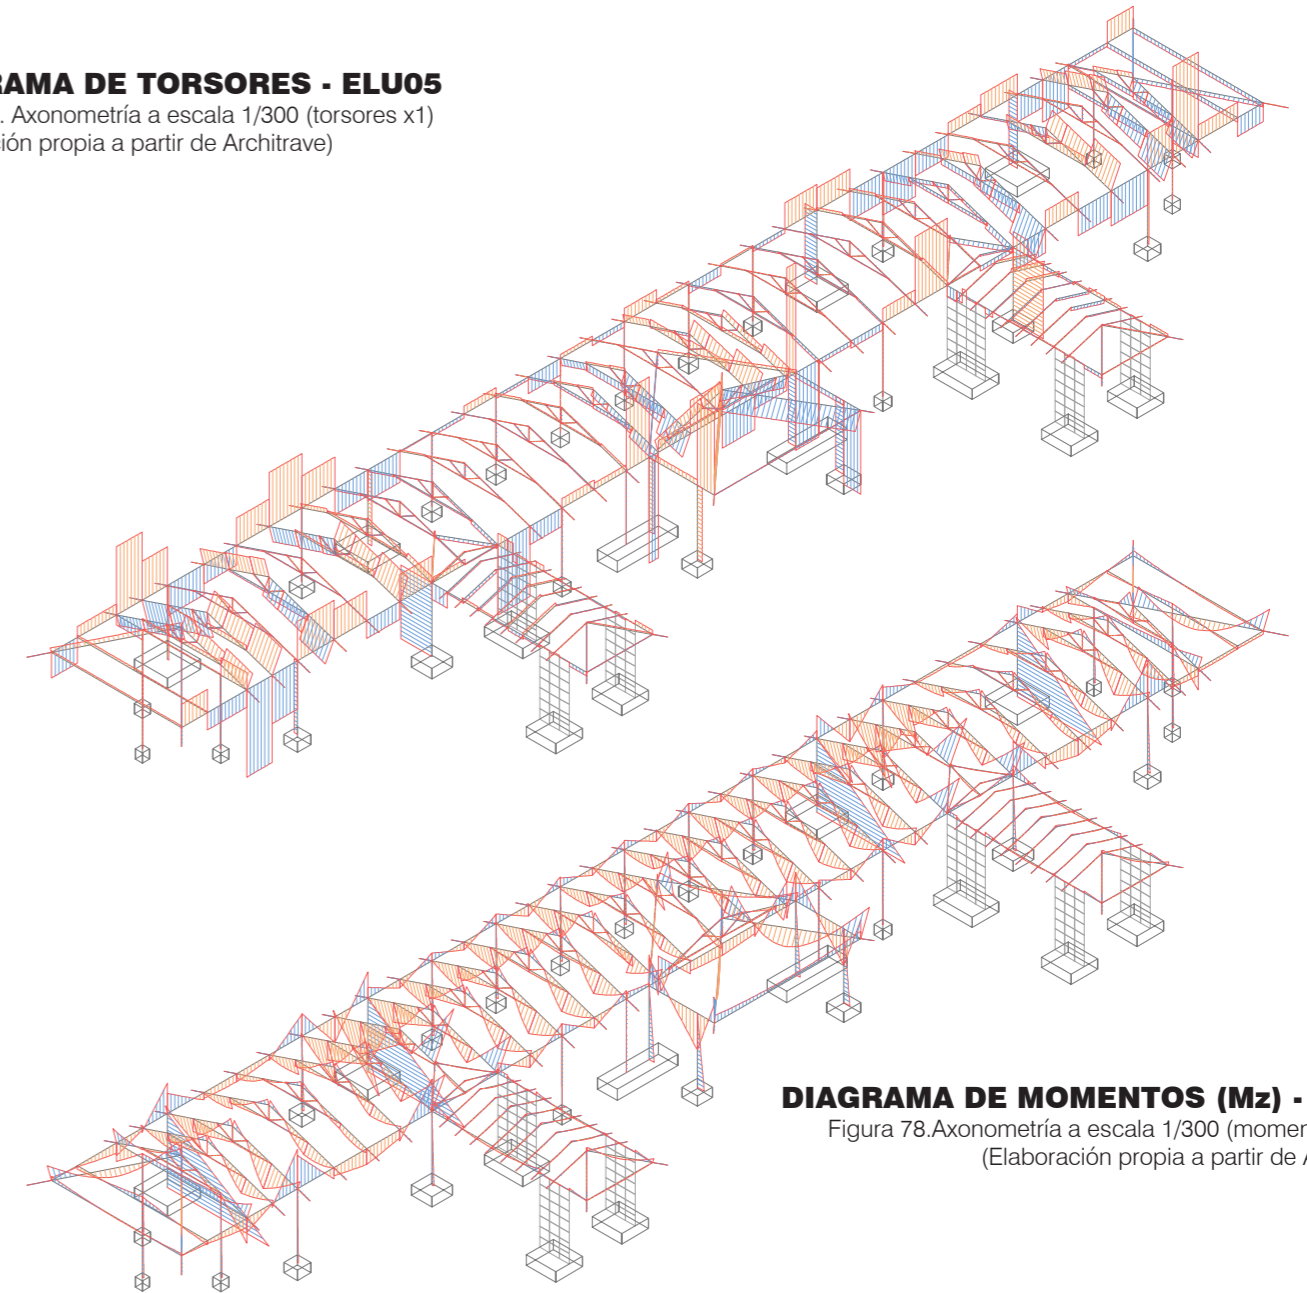 RAMA DE TORSORES - ELU05
. Axonometría a escala 1/300 (torsores x1)
ción propia a partir de Architrave)
DIAGRAMA DE MOMENTOS (Mz) -
Figura 78.Axonometría a escala 1/300 (momen
(Elaboración propia a partir de A